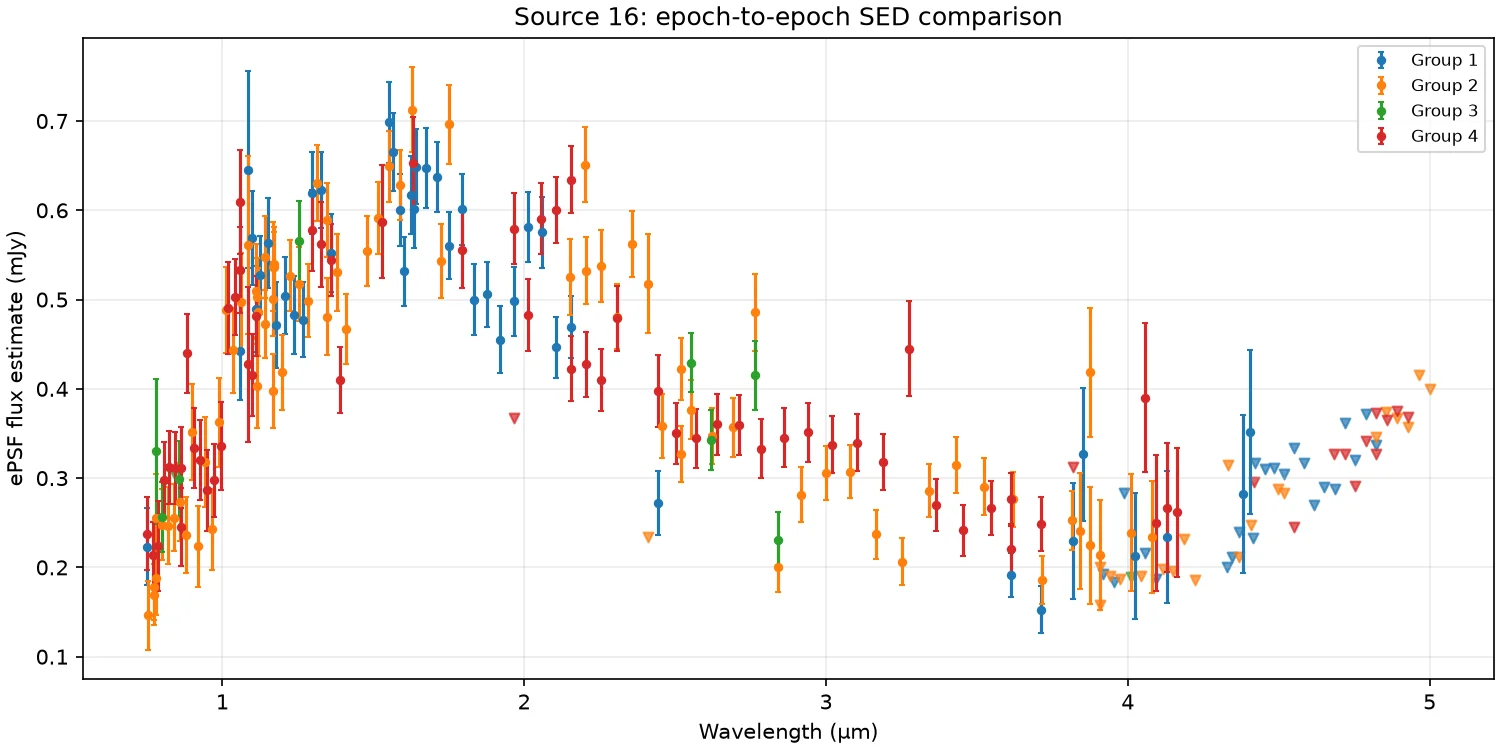 Source 16: epoch-to-epoch SED comparison
ePSF flux estimate (mJy)
0.7
0.6
0.5
0.4
0.3
0.2
0.1
Group 1
Group 2
Group 3
Group 4
1
2
3
4
5
Wavelength (µm)